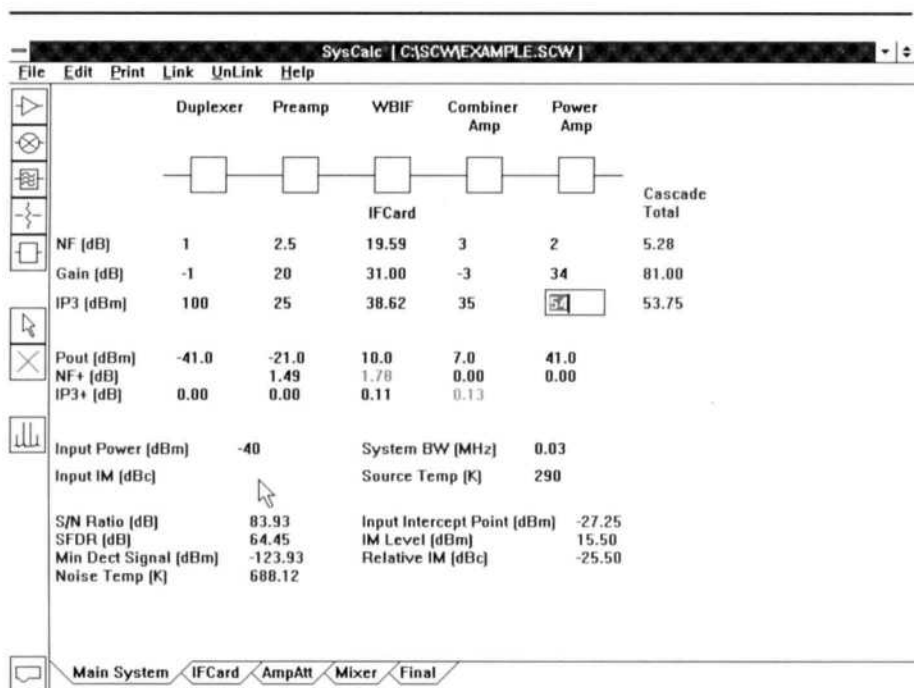 SysCalc [ C:\SCW\EXAMPLE.SCW ]
File Edit Print Link UnLink Help
Duplexer Preamp WBIF Combiner Amp Power Amp
IFCard
Cascade Total
NF (dB) 1 2.5 19.59 3 2 5.28
Gain (dB) -1 20 31.00 -3 34 81.00
IP3 (dBm) 100 25 38.62 35 54 53.75
Pout (dBm) -41.0 -21.0 10.0 7.0 41.0
NF+ (dB) 1.49 1.78 0.00 0.00
IP3+ (dB) 0.00 0.00 0.11 0.13
Input Power (dBm) -40 System BW (MHz) 0.03
Input IM (dBc) Source Temp (K) 290
S/N Ratio (dB) 83.93 Input Intercept Point (dBm) -27.25
SFDR (dB) 64.45 IM Level (dBm) 15.50
Min Dect Signal (dBm) -123.93 Relative IM (dBc) -25.50
Noise Temp (K) 688.12
Main System IFCard AmpAtt Mixer Final